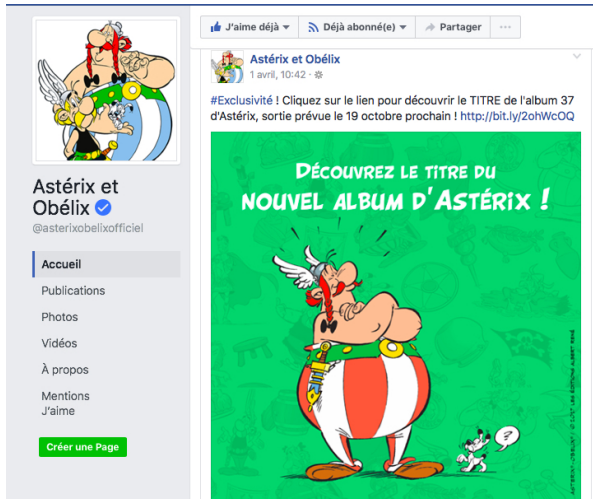 J'aime déjà
Déjà abonné(e)
Partager
Astérix et Obélix
1 avril, 10:42 ·
#Exclusivité ! Cliquez sur le lien pour découvrir le TITRE de l'album 37
d'Astérix, sortie prévue le 19 octobre prochain ! http://bit.ly/2ohWcOQ
DÉCOUVREZ LE TITRE DU
NOUVEL ALBUM D'ASTÉRIX !
?
Astérix et
Obélix
@asterixobelixofficiel
Accueil
Publications
Photos
Vidéos
À propos
Mentions
J'aime
Créer une Page